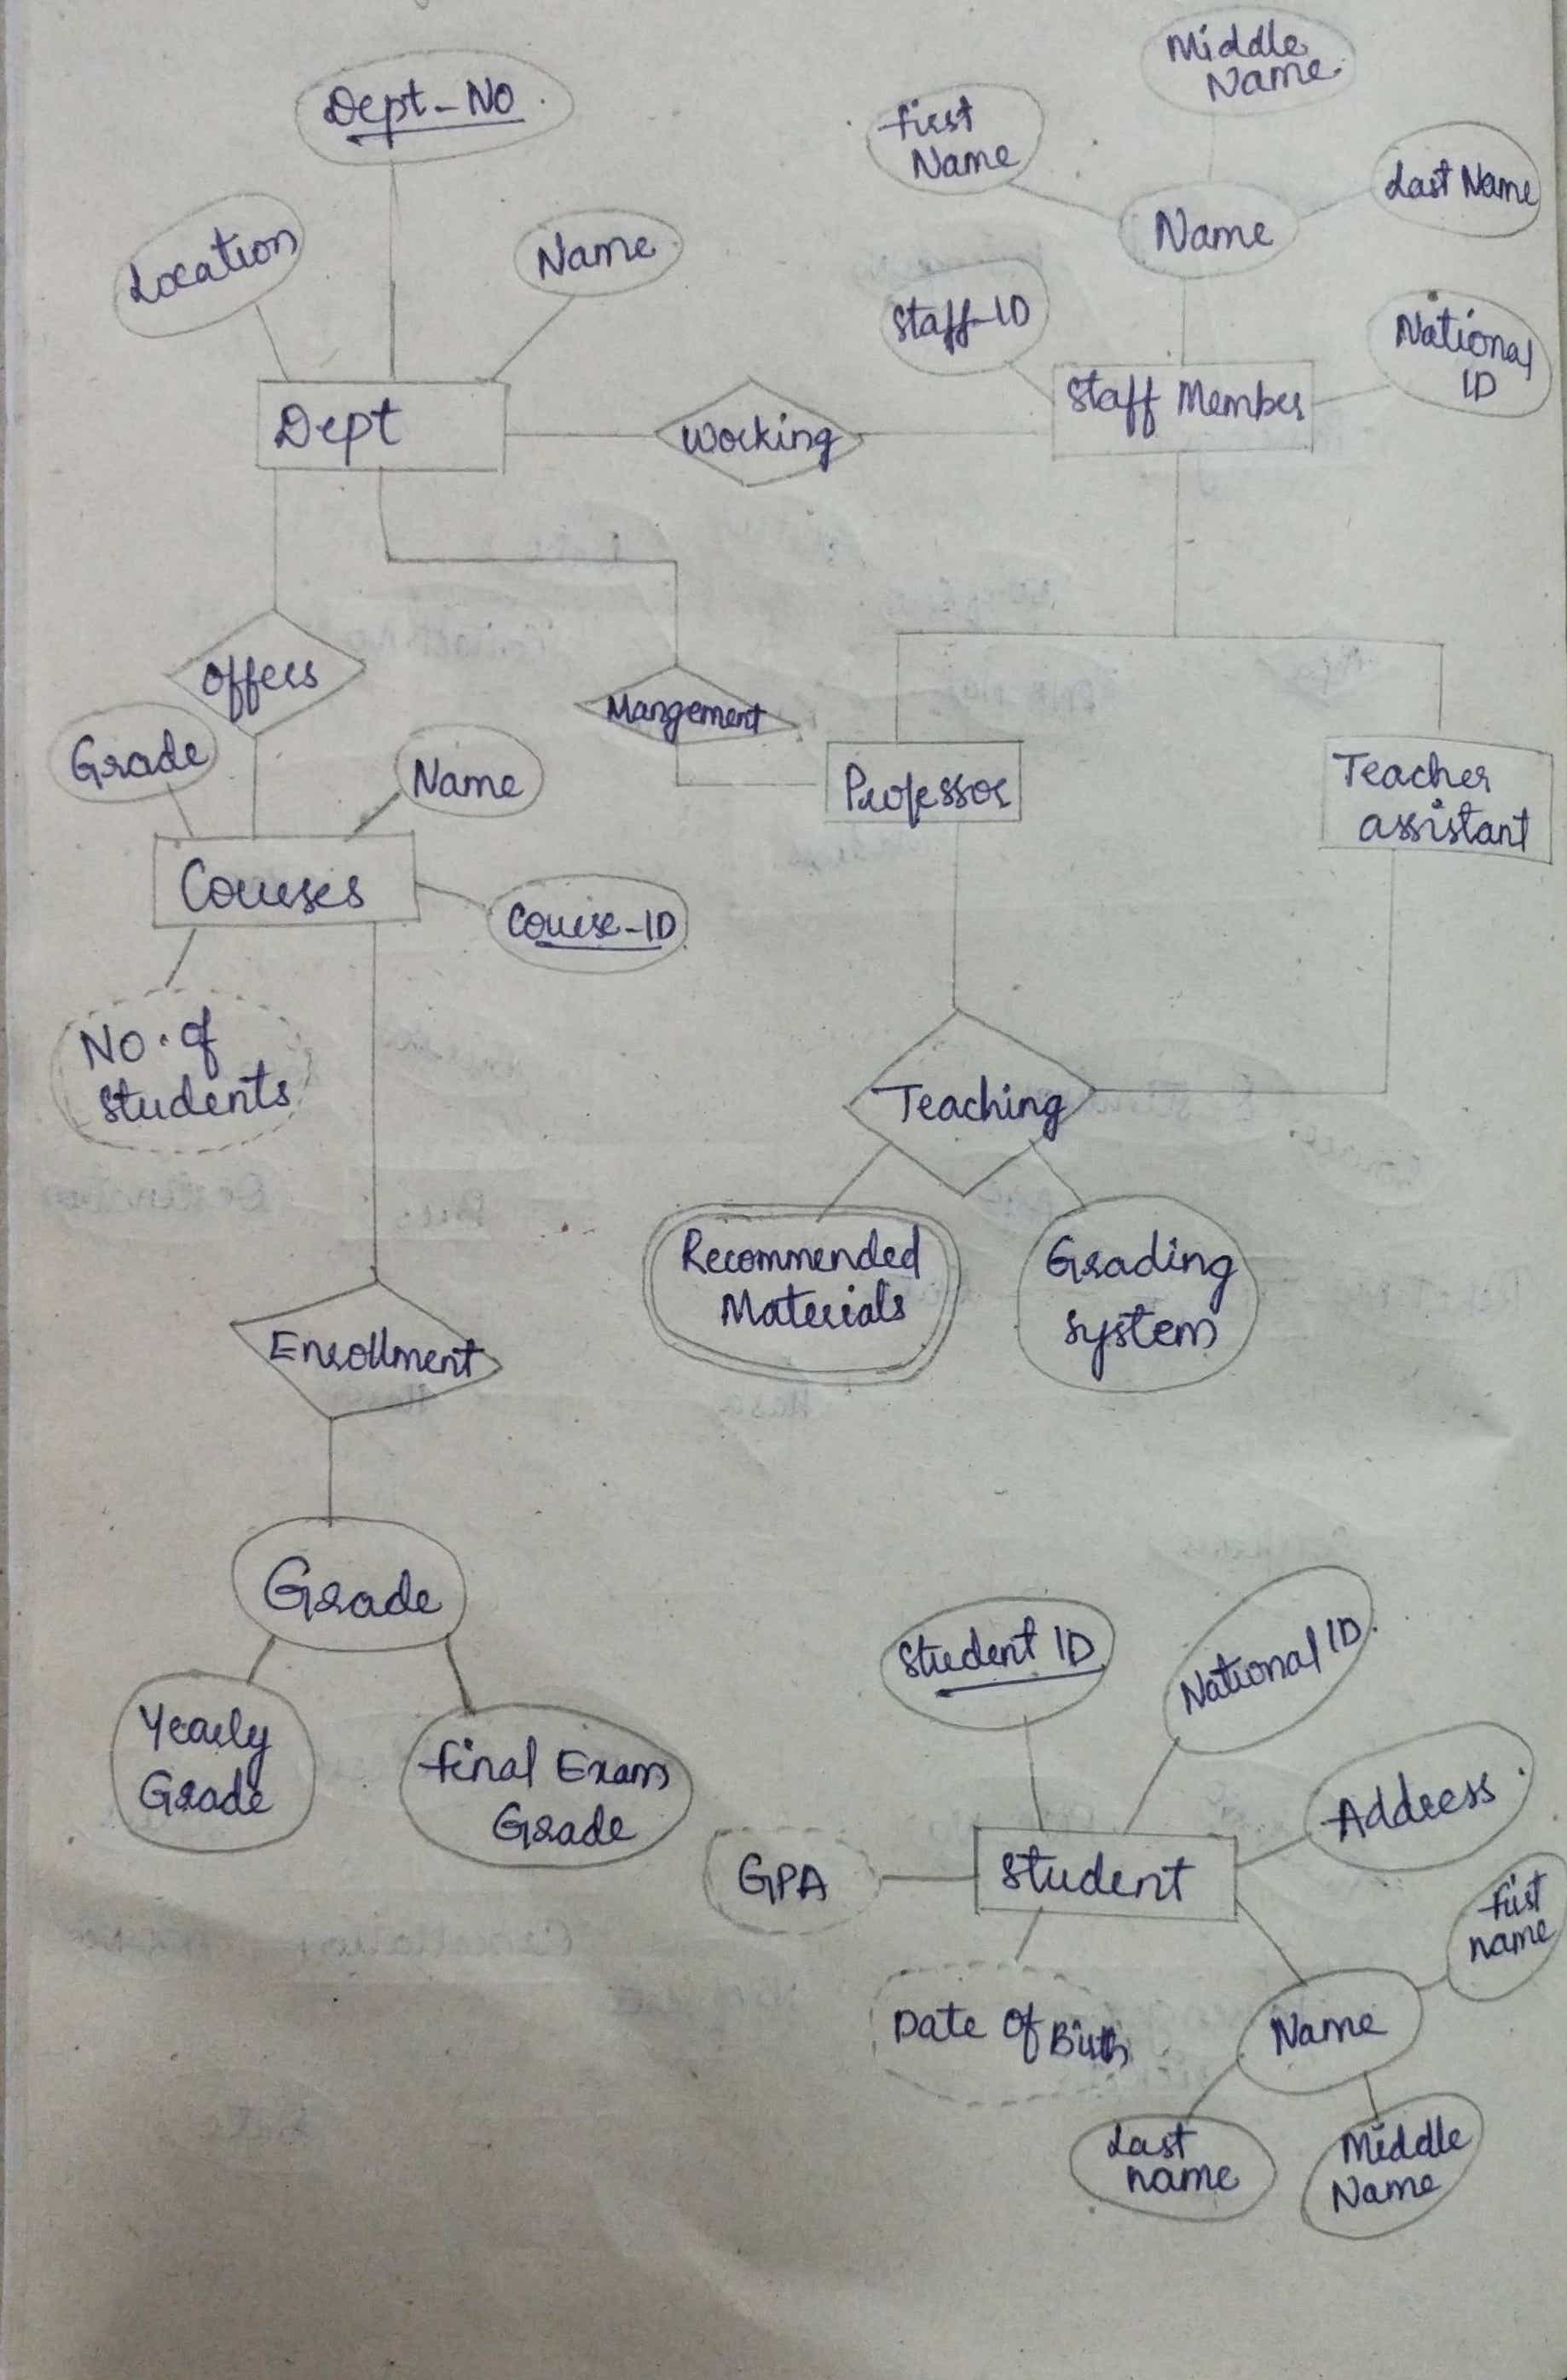 Middle
Name
Dept-No
First
Name
Last Name
Name
Location
Name
Staff-ID
National
ID
Dept
Working
Staff Member
Offers
Mangement
Grade
Name
Professor
Teacher
assistant
Courses
Course-ID
No. of
Students
Teaching
Recommended
Materials
Grading
System
Enrollment
Grade
Student ID
National ID
Yearly
Grade
Final Exam
Grade
Address
GPA
Student
First
name
Date Of Birth
Name
Last
name
Middle
Name